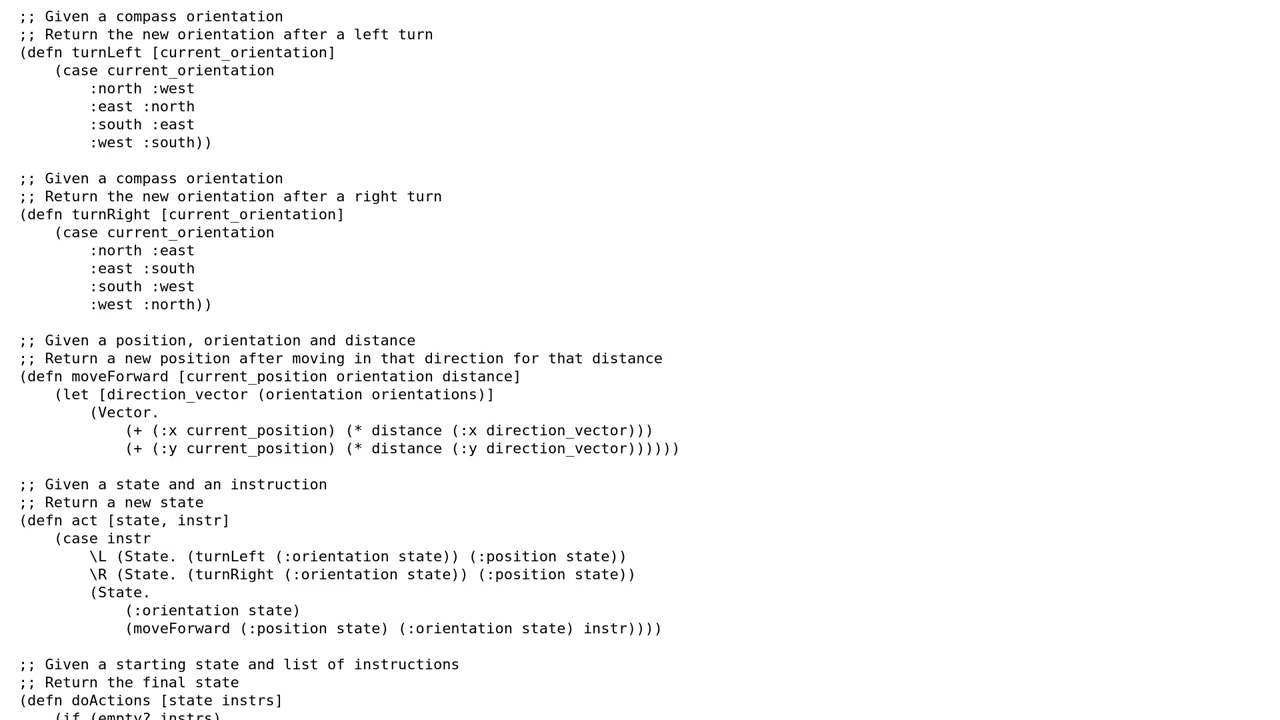 ;; Given a compass orientation
;; Return the new orientation after a left turn
(defn turnLeft [current_orientation]
    (case current_orientation
        :north :west
        :east :north
        :south :east
        :west :south))

;; Given a compass orientation
;; Return the new orientation after a right turn
(defn turnRight [current_orientation]
    (case current_orientation
        :north :east
        :east :south
        :south :west
        :west :north))

;; Given a position, orientation and distance
;; Return a new position after moving in that direction for that distance
(defn moveForward [current_position orientation distance]
    (let [direction_vector (orientation orientations)]
        (Vector.
            (+ (:x current_position) (* distance (:x direction_vector)))
            (+ (:y current_position) (* distance (:y direction_vector))))))

;; Given a state and an instruction
;; Return a new state
(defn act [state, instr]
    (case instr
        \L (State. (turnLeft (:orientation state)) (:position state))
        \R (State. (turnRight (:orientation state)) (:position state))
        (State.
            (:orientation state)
            (moveForward (:position state) (:orientation state) instr))))

;; Given a starting state and list of instructions
;; Return the final state
(defn doActions [state instrs]
    (if (empty? instrs)